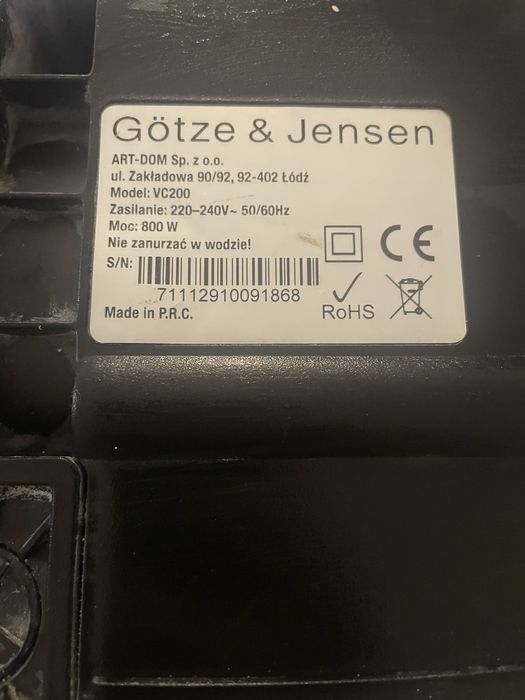 Götze & Jensen
ART-DOM Sp. z o.o.
ul. Zakładowa 90/92, 92-402 Łódź
Model: VC200
Zasilanie: 220–240V~ 50/60Hz
Moc: 800 W
Nie zanurzać w wodzie!
CE
S/N:
71112910091868
RoHS
Made in P.R.C.